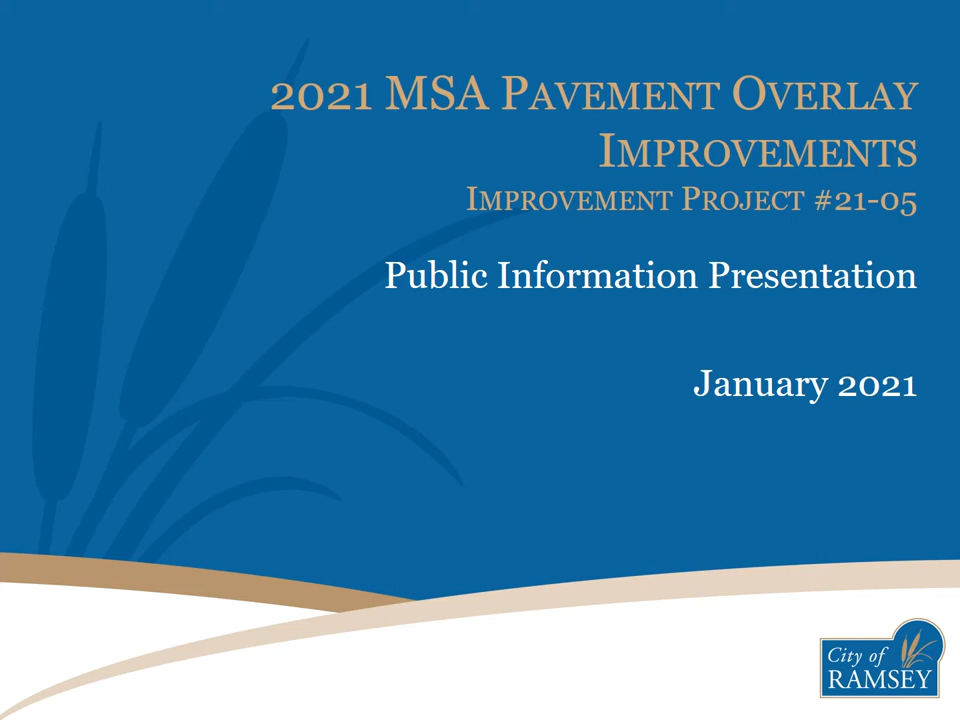 2021 MSA PAVEMENT OVERLAY
IMPROVEMENTS
IMPROVEMENT PROJECT #21-05
Public Information Presentation
January 2021
City of
RAMSEY